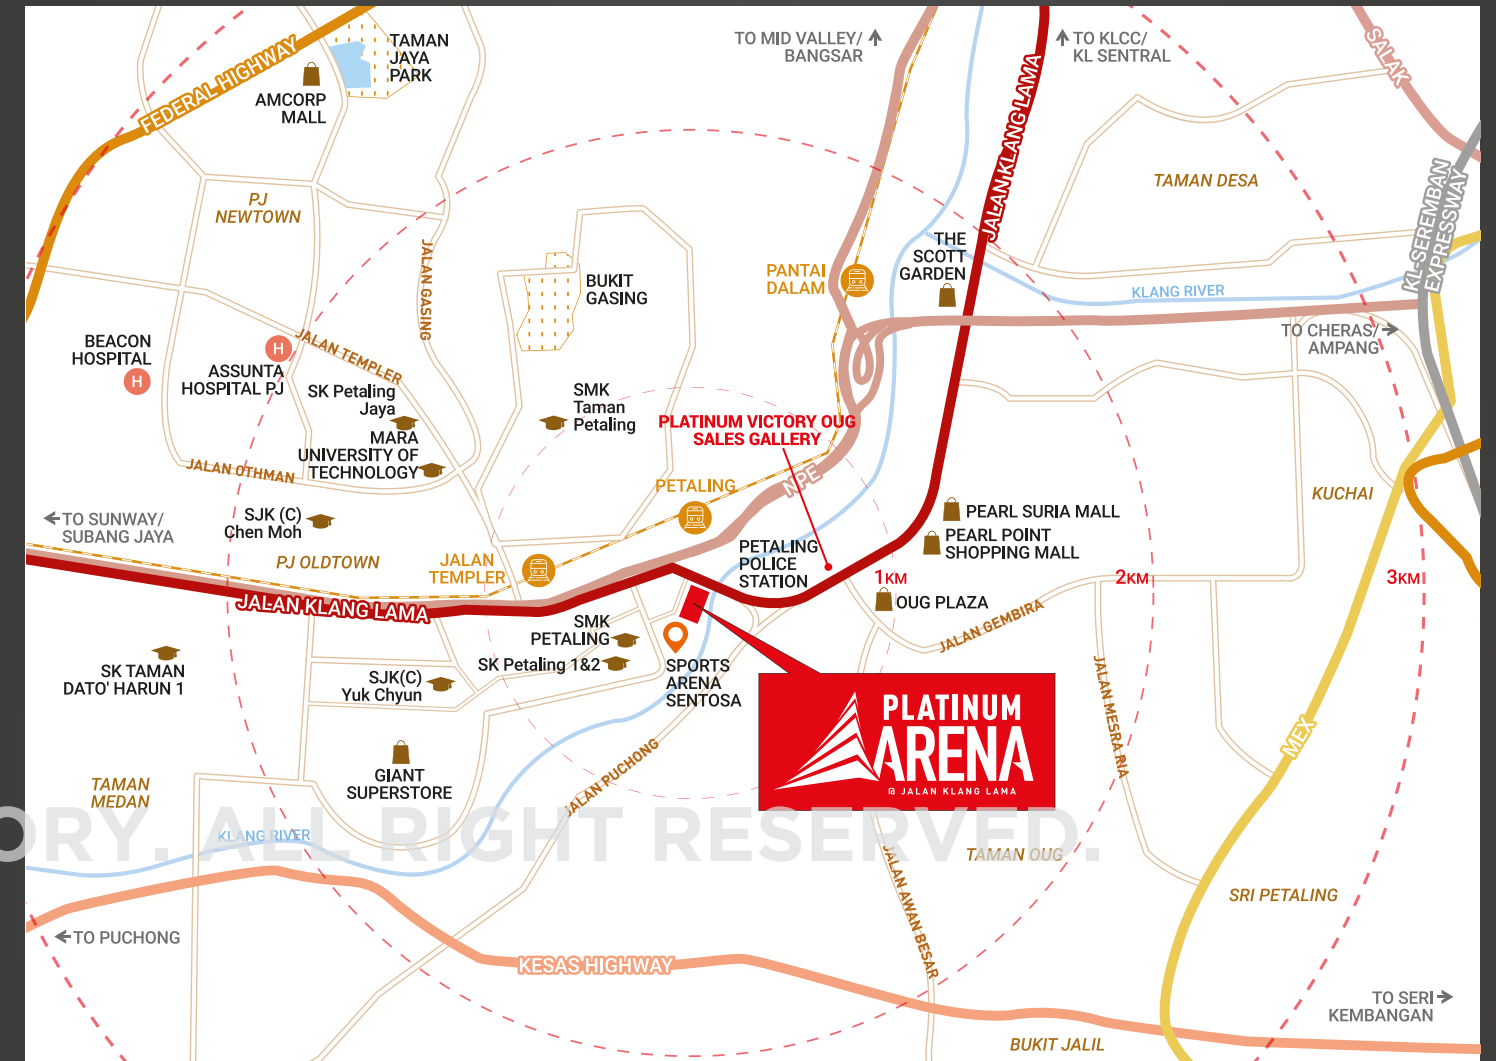 TAMAN
JAYA
PARK
TO MID VALLEY/
BANGSAR
TO KLCC/
KL SENTRAL
SALAK
FEDERAL HIGHWAY
AMCORP
MALL
JALAN KLANG LAMA
TAMAN DESA
KL-SEREMBAN
EXPRESSWAY
PJ
NEWTOWN
JALAN GASING
BUKIT
GASING
PANTAI
DALAM
THE
SCOTT
GARDEN
KLANG RIVER
TO CHERAS/
AMPANG
BEACON
HOSPITAL
H
H
ASSUNTA
HOSPITAL PJ
JALAN TEMPLER
SK Petaling
Jaya
MARA
UNIVERSITY OF
TECHNOLOGY
SMK
Taman
Petaling
PLATINUM VICTORY OUG
SALES GALLERY
JALAN OTHMAN
PETALING
NPE
KUCHAI
TO SUNWAY/
SUBANG JAYA
SJK (C)
Chen Moh
PJ OLDTOWN
JALAN
TEMPLER
PETALING
POLICE
STATION
PEARL SURIA MALL
PEARL POINT
SHOPPING MALL
1KM
2KM
3KM
OUG PLAZA
JALAN KLANG LAMA
JALAN GEMBIRA
SMK
PETALING
SK Petaling 1&2
SPORTS
ARENA
SENTOSA
SK TAMAN
DATO' HARUN 1
SJK(C)
Yuk Chyun
PLATINUM
ARENA
@ JALAN KLANG LAMA
JALAN MESRA RIA
MEX
JALAN PUCHONG
GIANT
SUPERSTORE
TAMAN
MEDAN
ORY. ALL RIGHT RESERVED.
KLANG RIVER
TAMAN OUG
JALAN AWAN BESAR
SRI PETALING
TO PUCHONG
KESAS HIGHWAY
TO SERI
KEMBANGAN
BUKIT JALIL